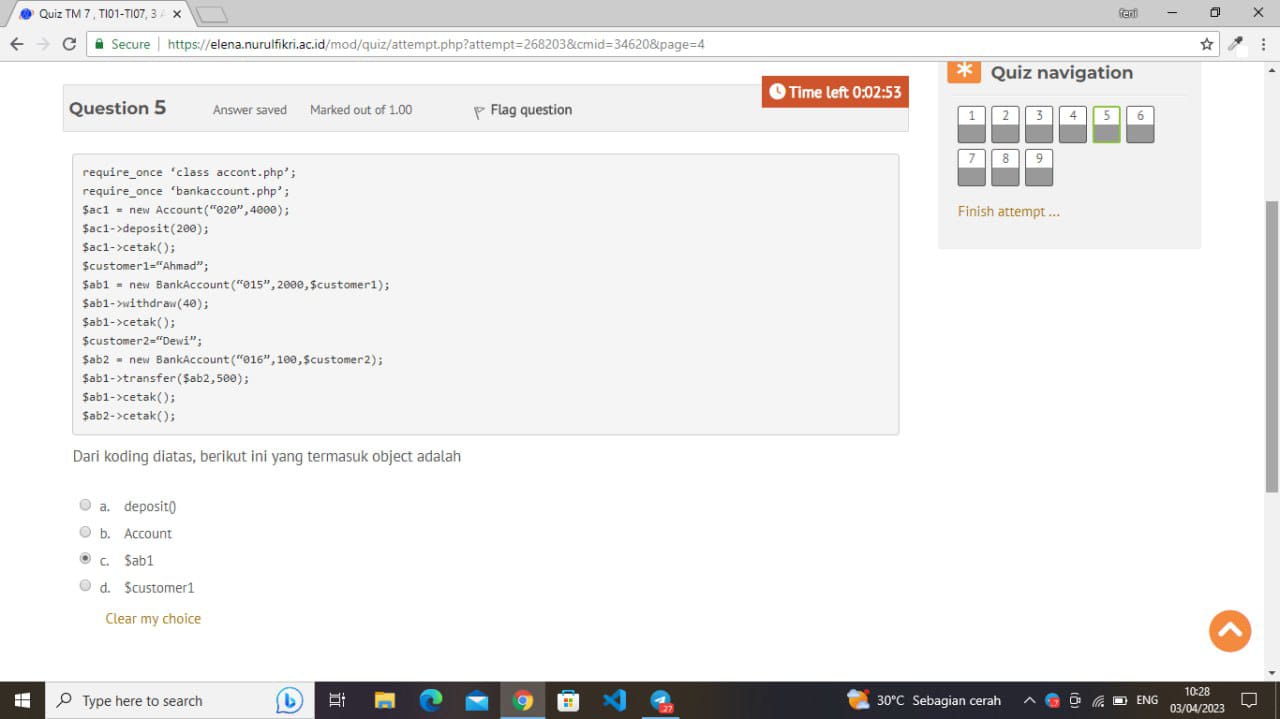 Quiz TM 7 , TI01-TI07, 3 A
fenl
Secure
https://elena.nurulfikri.ac.id/mod/quiz/attempt.php?attempt=268203&cmid=34620&page=4
Question 5
Answer saved
Marked out of 1.00
Flag question
Time left 0:02:53
require_once ‘class accont.php’;
require_once ‘bankaccount.php’;
$ac1 = new Account(“020”,4000);
$ac1->deposit(200);
$ac1->cetak();
$customer1=“Ahmad”;
$ab1 = new BankAccount(“015”,2000,$customer1);
$ab1->withdraw(40);
$ab1->cetak();
$customer2=“Dewi”;
$ab2 = new BankAccount(“016”,100,$customer2);
$ab1->transfer($ab2,500);
$ab1->cetak();
$ab2->cetak();
Dari koding diatas, berikut ini yang termasuk object adalah
a. deposit()
b. Account
c. $ab1
d. $customer1
Clear my choice
Quiz navigation
1 2 3 4 5 6
7 8 9
Finish attempt ...
Type here to search
27
30°C Sebagian cerah
ENG
10:28
03/04/2023